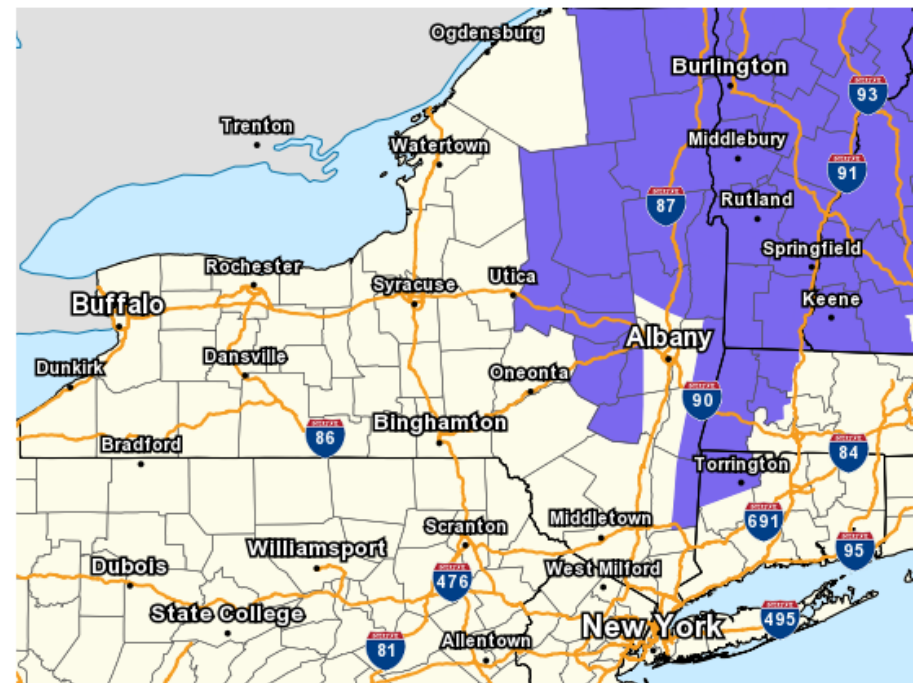 Ogdensburg
Burlington
93
Trenton
Watertown
Middlebury
91
87
Rutland
Springfield
Rochester
Syracuse
Utica
Keene
Buffalo
Albany
Dunkirk
Dansville
Oneonta
90
Binghamton
86
Bradford
84
Torrington
Scranton
Middletown
691
Williamsport
95
Dubois
476
West Milford
State College
New York
495
81
Allentown